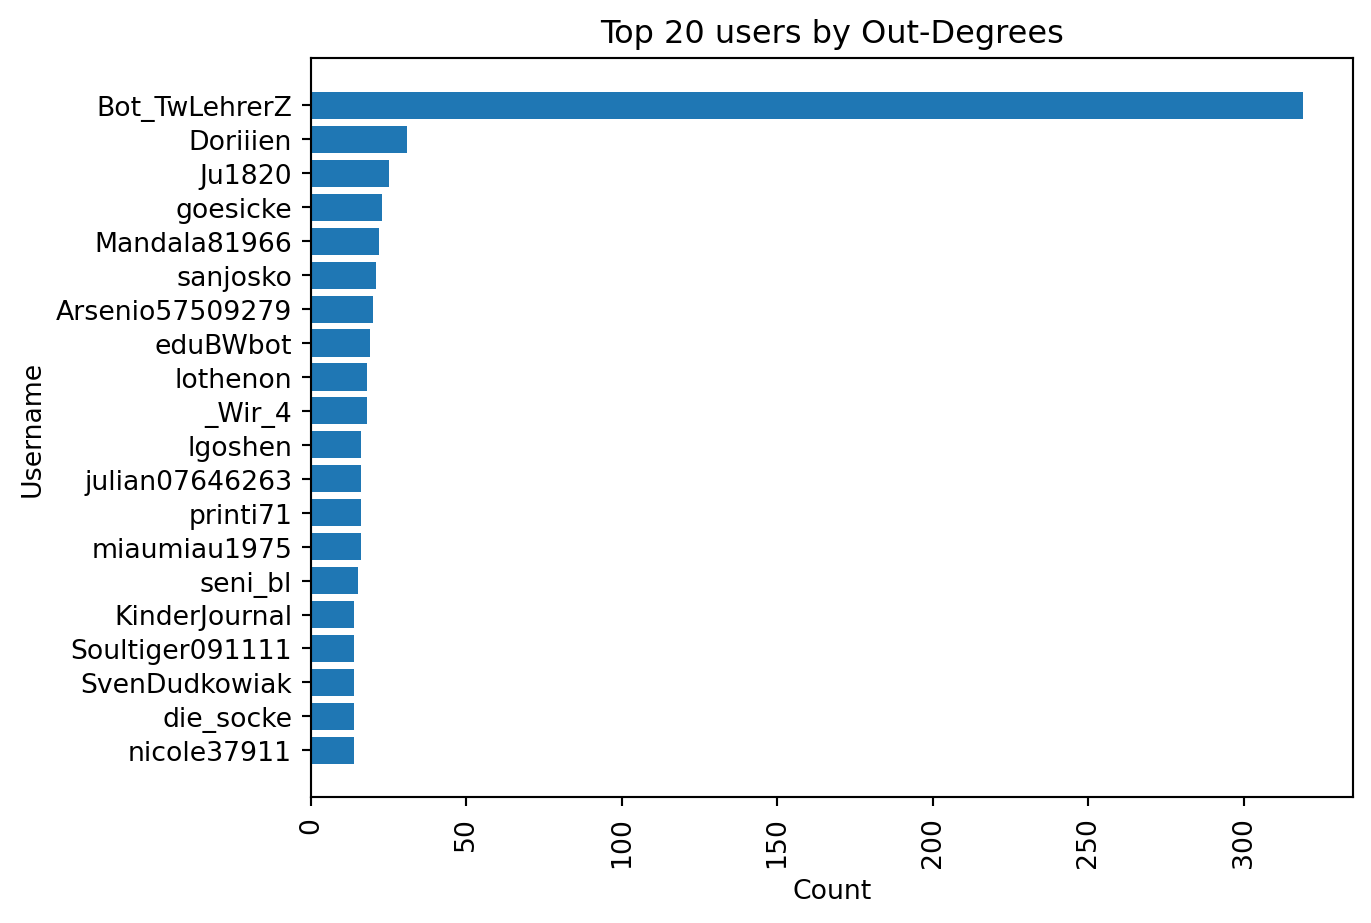 Top 20 users by Out-Degrees
Bot_TwLehrerZ
Doriiien
Ju1820
goesicke
Mandala81966
sanjosko
Arsenio57509279
eduBWbot
lothenon
_Wir_4
lgoshen
julian07646263
printi71
miaumiau1975
seni_bl
KinderJournal
Soultiger091111
SvenDudkowiak
die_socke
nicole37911
Username
0 50 100 150 200 250 300
Count